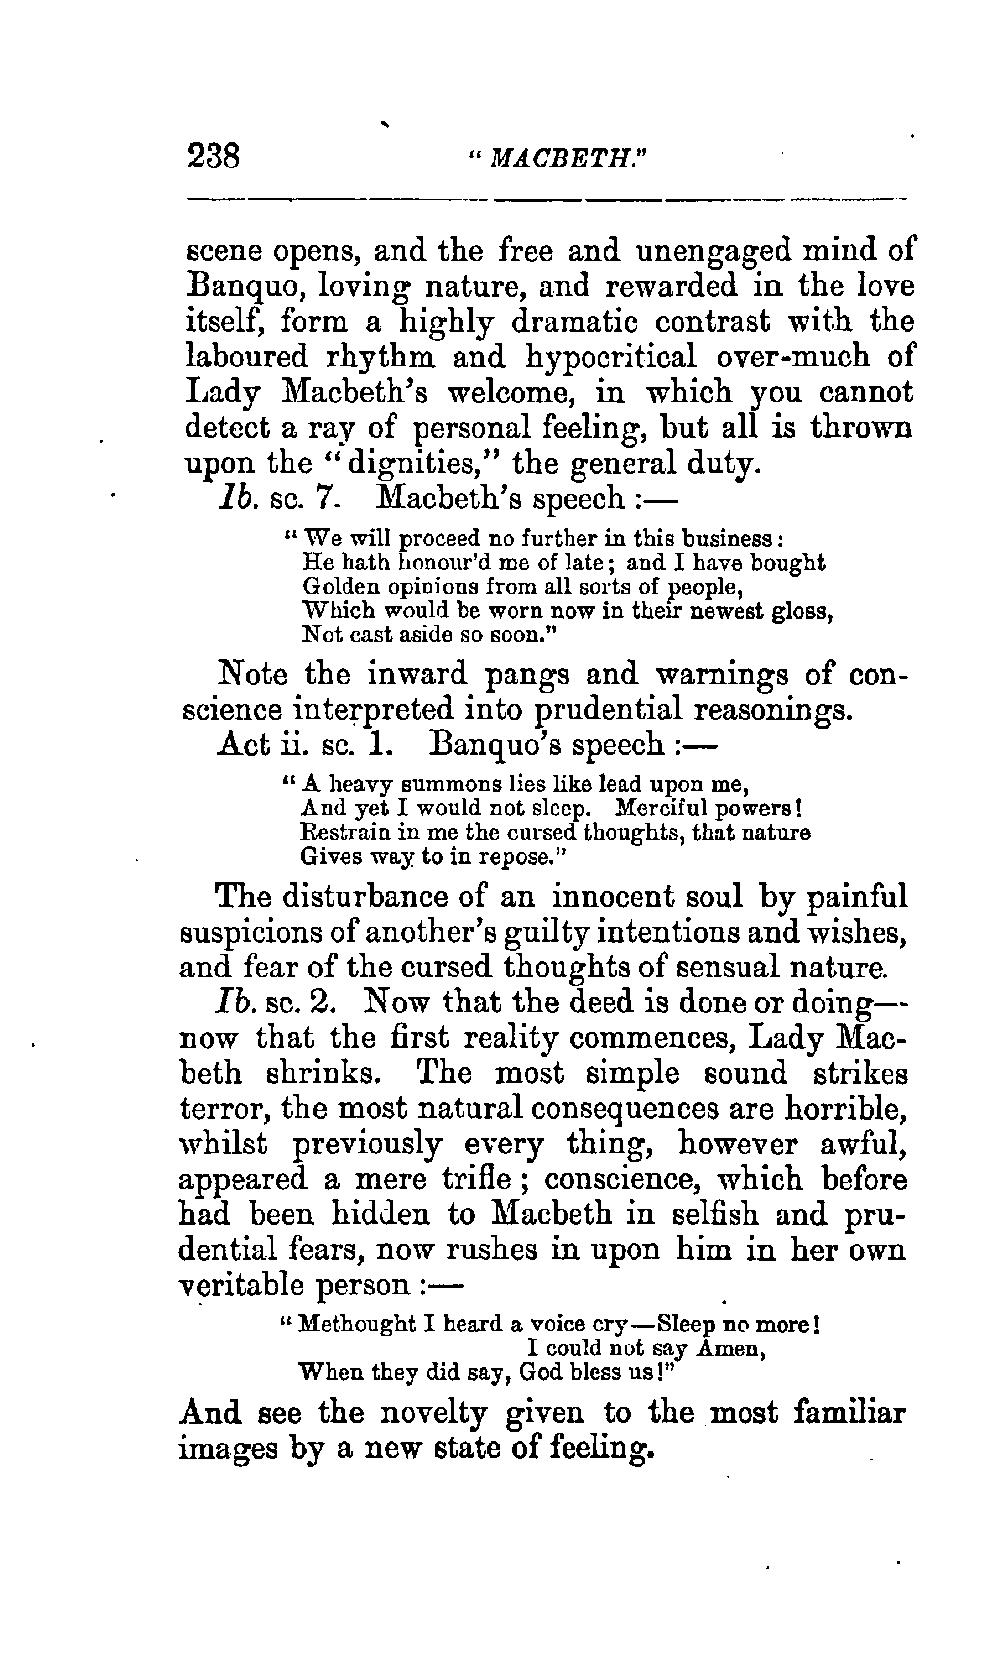 238 "MACBETH."
scene opens, and the free and unengaged mind of
Banquo, loving nature, and rewarded in the love
itself, form a highly dramatic contrast with the
laboured rhythm and hypocritical over-much of
Lady Macbeth's welcome, in which you cannot
detect a ray of personal feeling, but all is thrown
upon the "dignities," the general duty.
Ib. sc. 7. Macbeth's speech :—
"We will proceed no further in this business:
He hath honour'd me of late; and I have bought
Golden opinions from all sorts of people,
Which would be worn now in their newest gloss,
Not cast aside so soon."
Note the inward pangs and warnings of con-
science interpreted into prudential reasonings.
Act ii. sc. 1. Banquo's speech :—
"A heavy summons lies like lead upon me,
And yet I would not sleep. Merciful powers!
Restrain in me the cursed thoughts, that nature
Gives way to in repose."
The disturbance of an innocent soul by painful
suspicions of another's guilty intentions and wishes,
and fear of the cursed thoughts of sensual nature.
Ib. sc. 2. Now that the deed is done or doing—
now that the first reality commences, Lady Mac-
beth shrinks. The most simple sound strikes
terror, the most natural consequences are horrible,
whilst previously every thing, however awful,
appeared a mere trifle; conscience, which before
had been hidden to Macbeth in selfish and pru-
dential fears, now rushes in upon him in her own
veritable person :—
"Methought I heard a voice cry—Sleep no more!
I could not say Amen,
When they did say, God bless us!"
And see the novelty given to the most familiar
images by a new state of feeling.